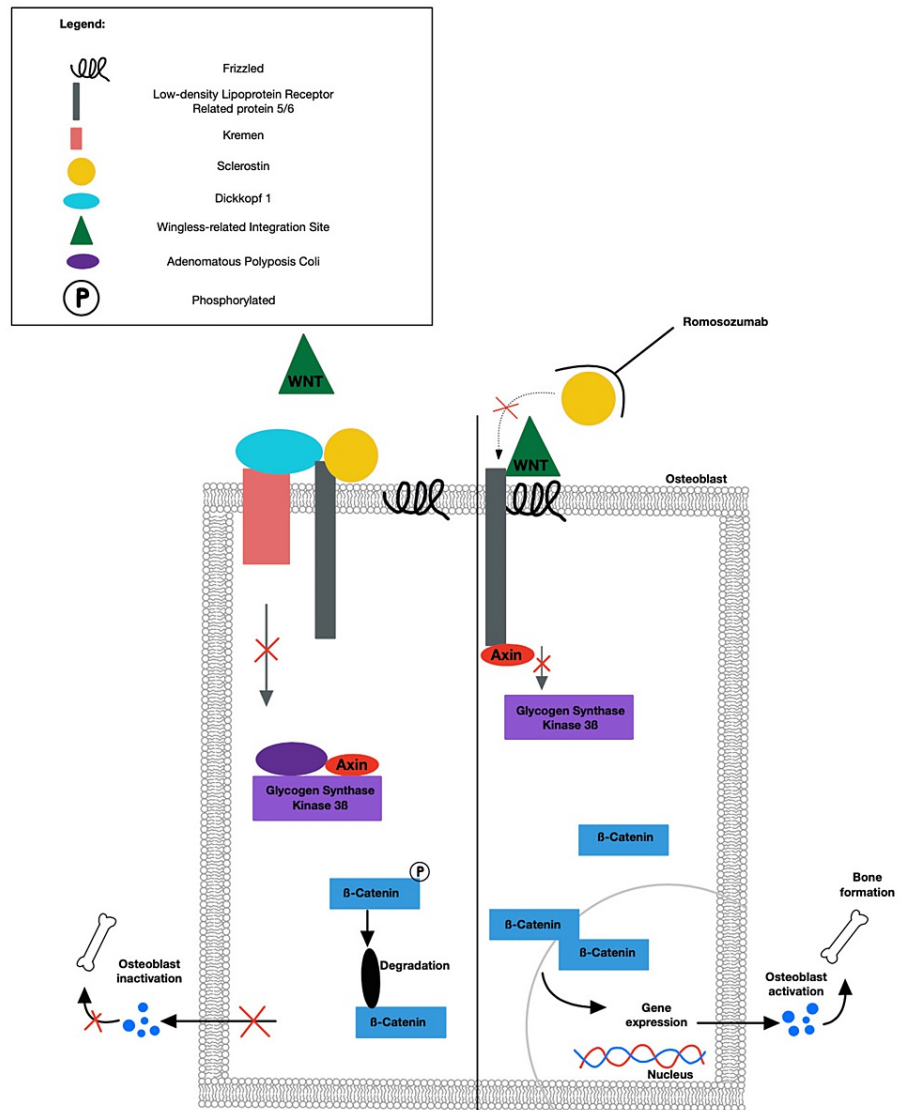 Legend:
Frizzled
Low-density Lipoprotein Receptor
Related protein 5/6
Kremen
Sclerostin
Dickkopf 1
Wingless-related Integration Site
Adenomatous Polyposis Coli
P
Phosphorylated
Romosozumab
WNT
WNT
Osteoblast
Axin
Glycogen Synthase
Kinase 3ß
Axin
Glycogen Synthase
Kinase 3ß
ß-Catenin
P
ß-Catenin
Bone
formation
ß-Catenin
ß-Catenin
Degradation
Osteoblast
inactivation
Osteoblast
activation
ß-Catenin
Gene
expression
Nucleus